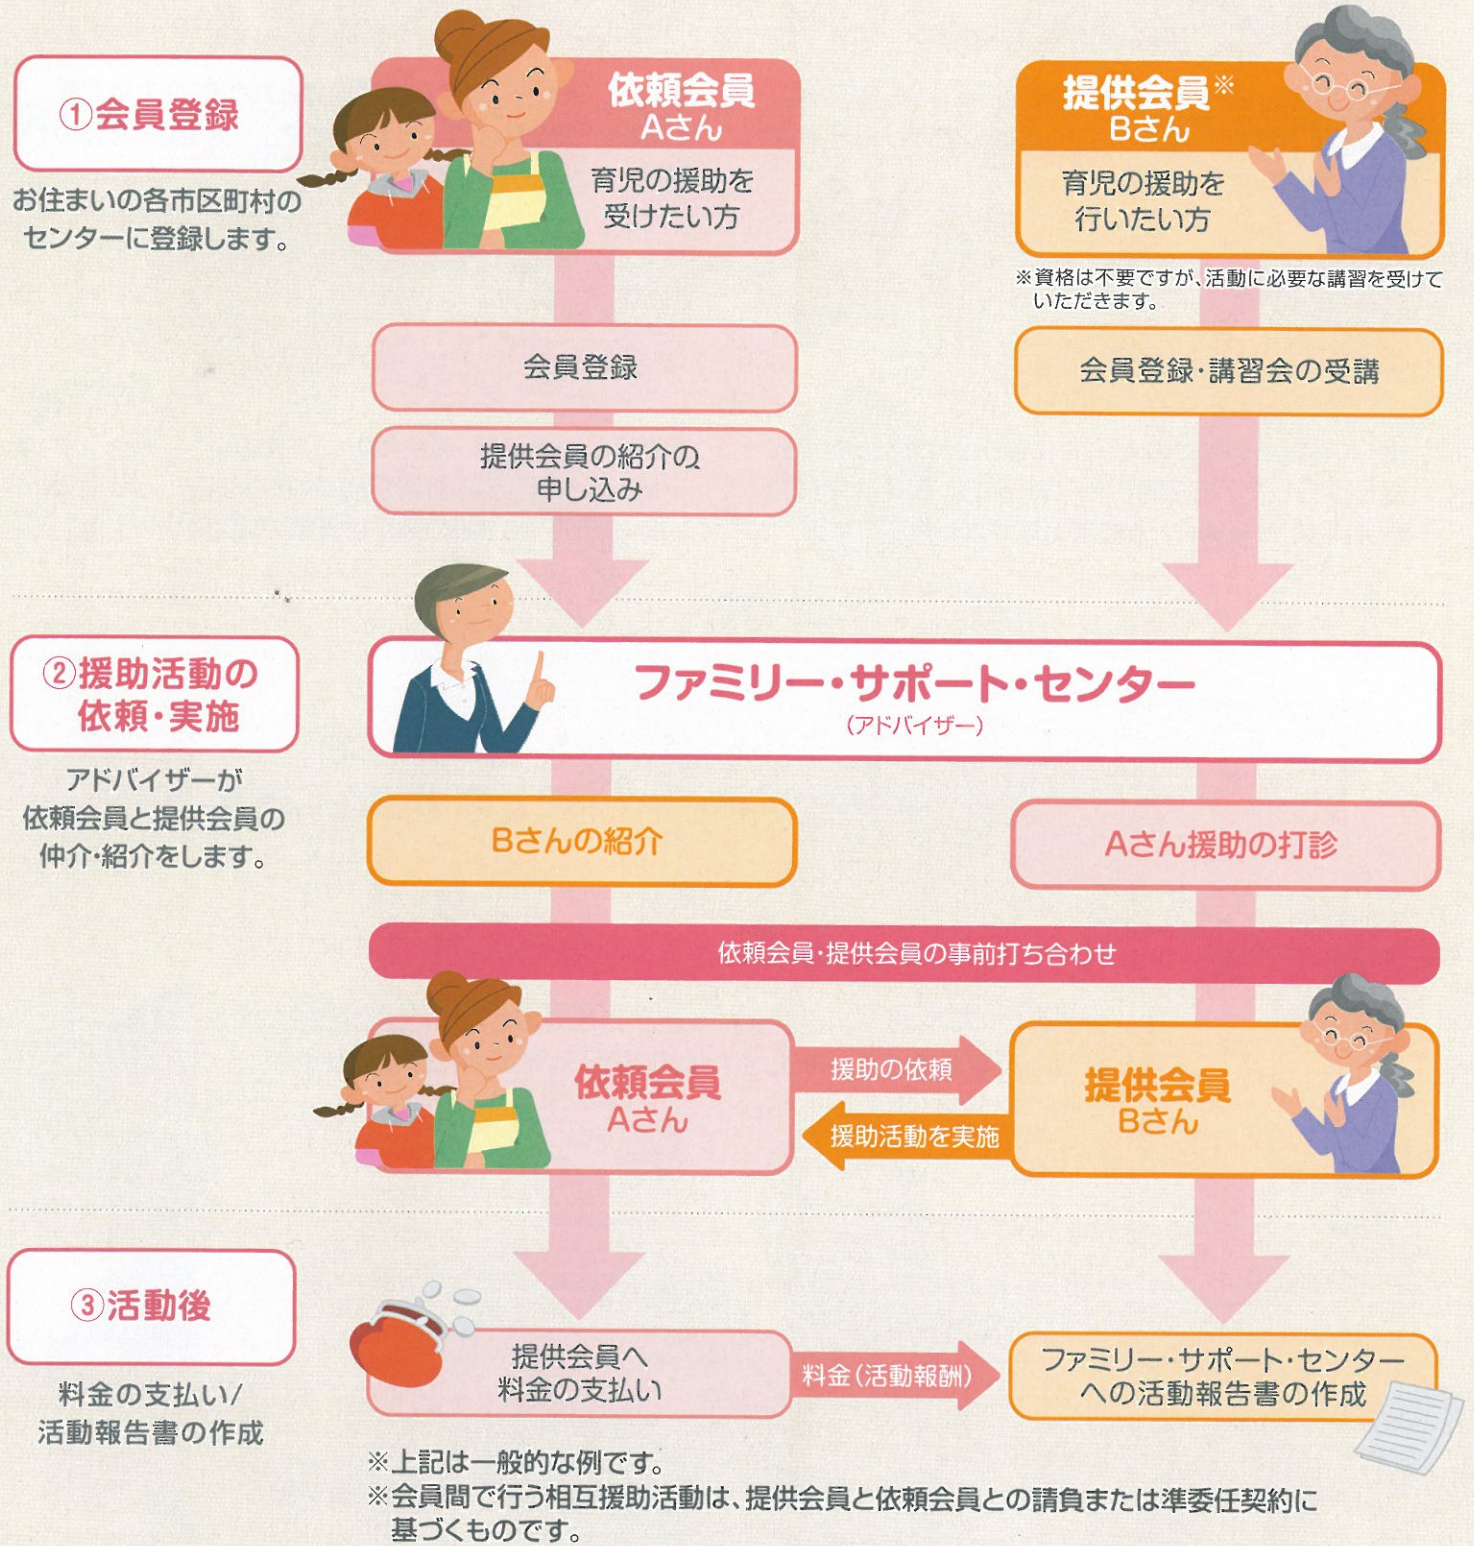 ①会員登録
お住まいの各市区町村の
センターに登録します。
依頼会員
Aさん
育児の援助を
受けたい方
提供会員※
Bさん
育児の援助を
行いたい方
※資格は不要ですが、活動に必要な講習を受けて
いただきます。
会員登録
会員登録・講習会の受講
提供会員の紹介の
申し込み
②援助活動の
依頼・実施
アドバイザーが
依頼会員と提供会員の
仲介・紹介をします。
ファミリー・サポート・センター
(アドバイザー)
Bさんの紹介
Aさん援助の打診
依頼会員・提供会員の事前打ち合わせ
依頼会員
Aさん
援助の依頼
援助活動を実施
提供会員
Bさん
③活動後
料金の支払い/
活動報告書の作成
提供会員へ
料金の支払い
料金(活動報酬)
ファミリー・サポート・センター
への活動報告書の作成
※上記は一般的な例です。
※会員間で行う相互援助活動は、提供会員と依頼会員との請負または準委任契約に
基づくものです。